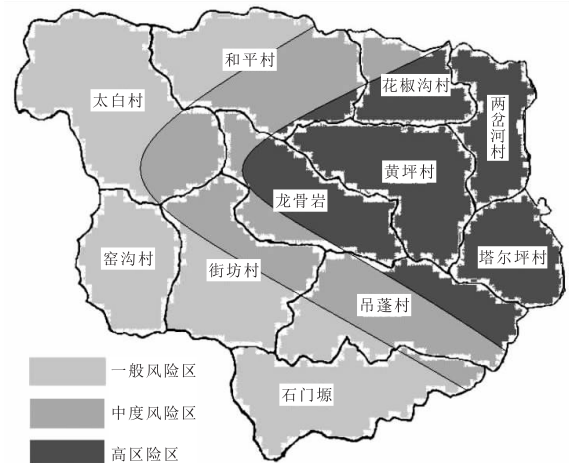 和平村
花椒沟村
太白村
两岔河村
黄坪村
龙骨岩
塔尔坪村
窑沟村
街坊村
吊蓬村
石门塬
一般风险区
中度风险区
高区险区